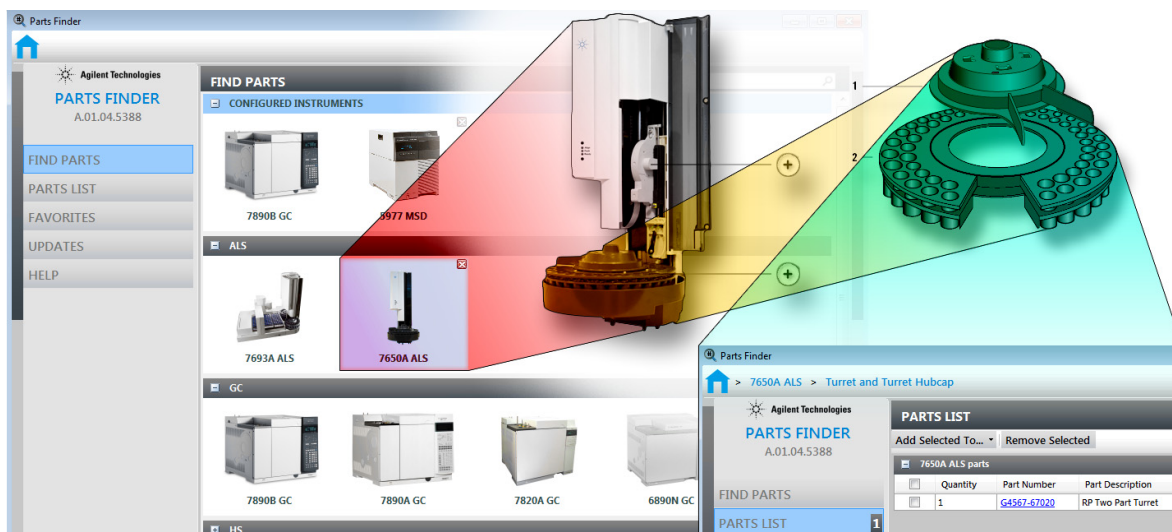 Parts Finder
Agilent Technologies
PARTS FINDER
A.01.04.5388
FIND PARTS
PARTS LIST
FAVORITES
UPDATES
HELP
FIND PARTS
CONFIGURED INSTRUMENTS
7890B GC
5977 MSD
ALS
7693A ALS
7650A ALS
GC
7890B GC
7890A GC
7820A GC
6890N GC
HS
1
2
Parts Finder
> 7650A ALS > Turret and Turret Hubcap
Agilent Technologies
PARTS FINDER
A.01.04.5388
FIND PARTS
PARTS LIST 1
PARTS LIST
Add Selected To... Remove Selected
7650A ALS parts
Quantity Part Number Part Description
1 G4567-67020 RP Two Part Turret